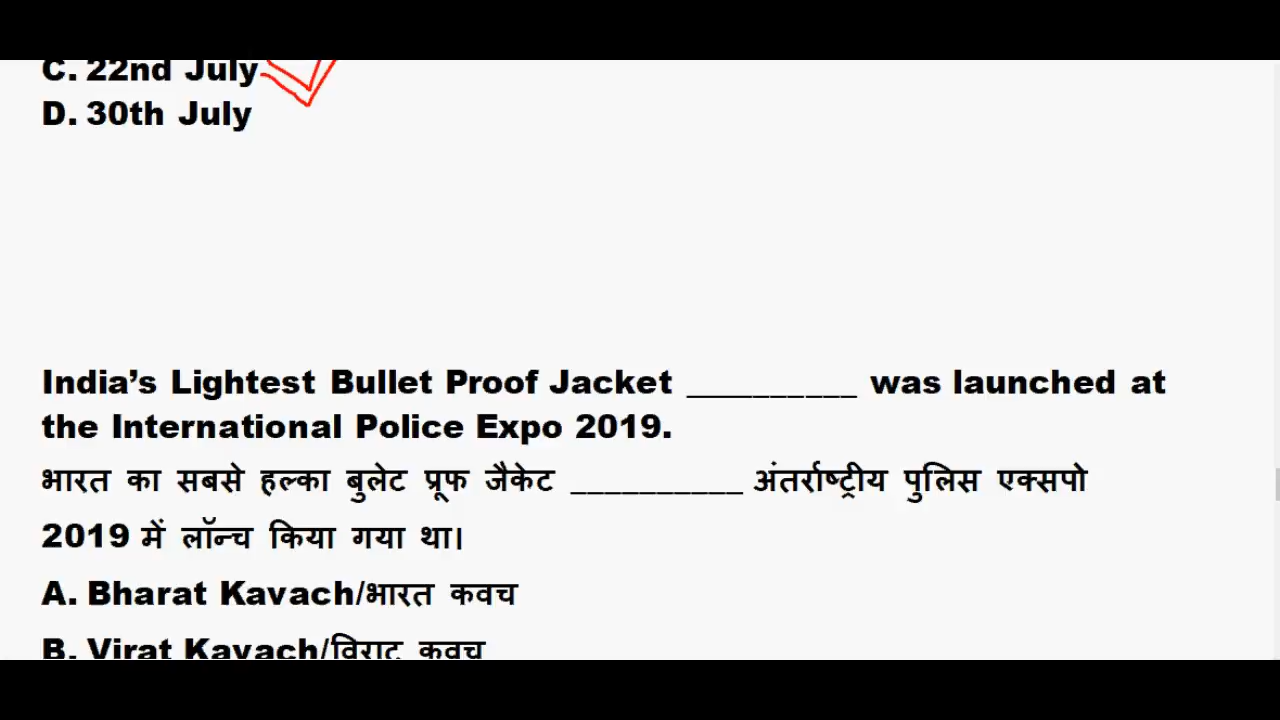 C. 22nd July
D. 30th July
India’s Lightest Bullet Proof Jacket __________ was launched at
the International Police Expo 2019.
भारत का सबसे हल्का बुलेट प्रूफ जैकेट __________ अंतर्राष्ट्रीय पुलिस एक्सपो
2019 में लॉन्च किया गया था।
A. Bharat Kavach/भारत कवच
B. Virat Kavach/विराट कवच